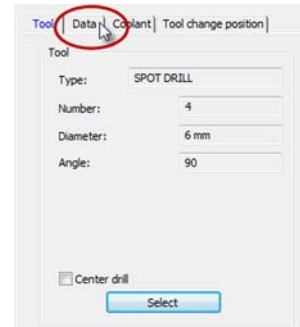 Tool Data Coolant Tool change position
Tool
Type: SPOT DRILL
Number: 4
Diameter: 6 mm
Angle: 90
Center drill
Select